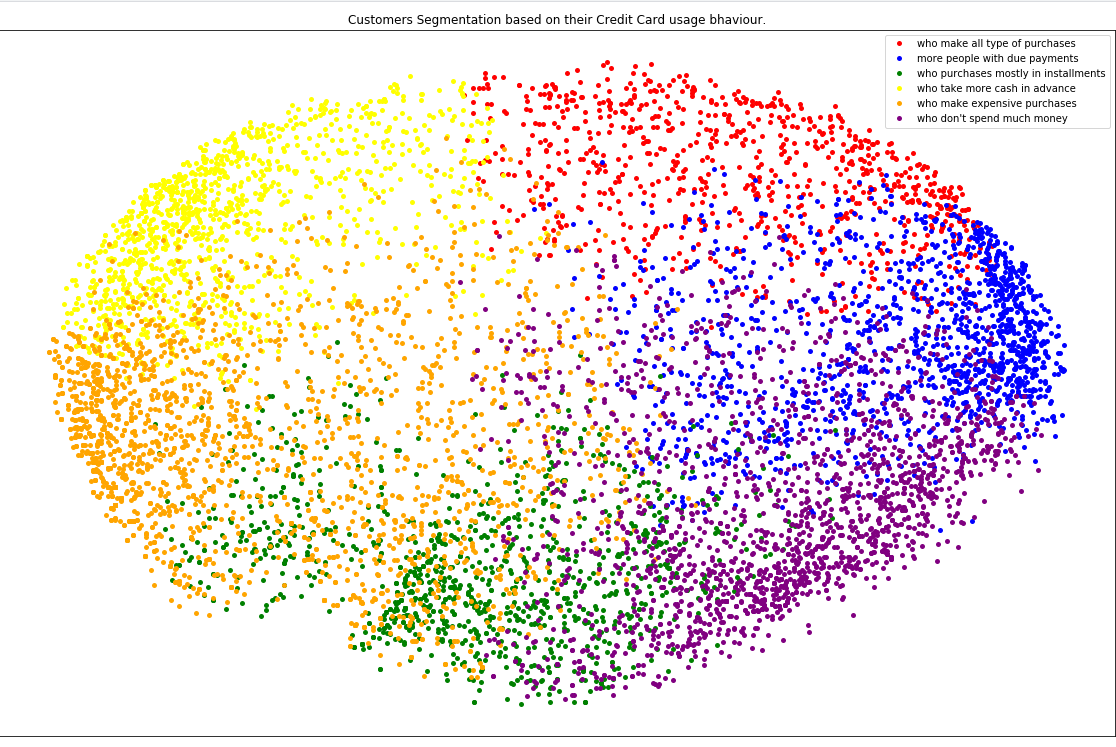 Customers Segmentation based on their Credit Card usage bhaviour.
who make all type of purchases
more people with due payments
who purchases mostly in installments
who take more cash in advance
who make expensive purchases
who don't spend much money